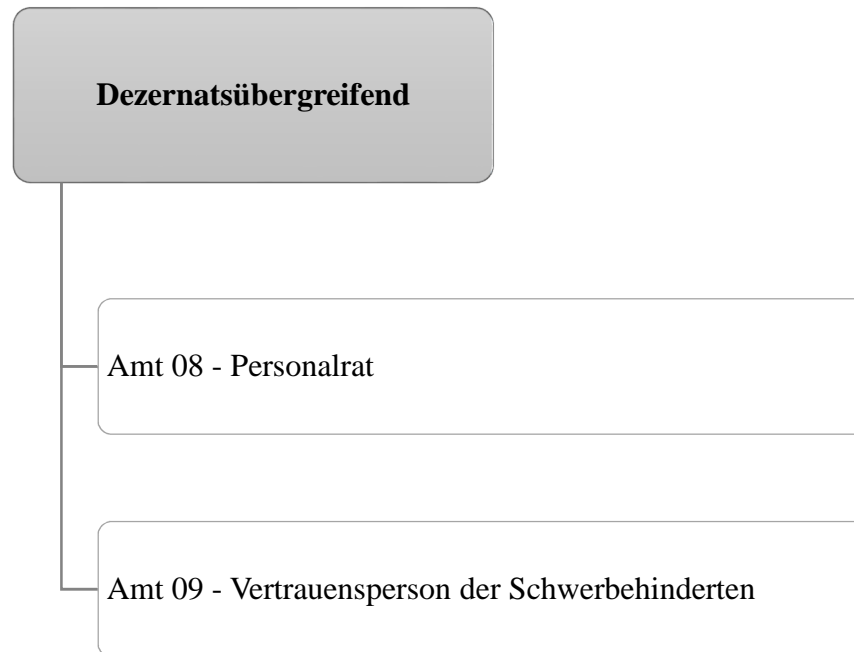 Dezernatsübergreifend
Amt 08 - Personalrat
Amt 09 - Vertrauensperson der Schwerbehinderten